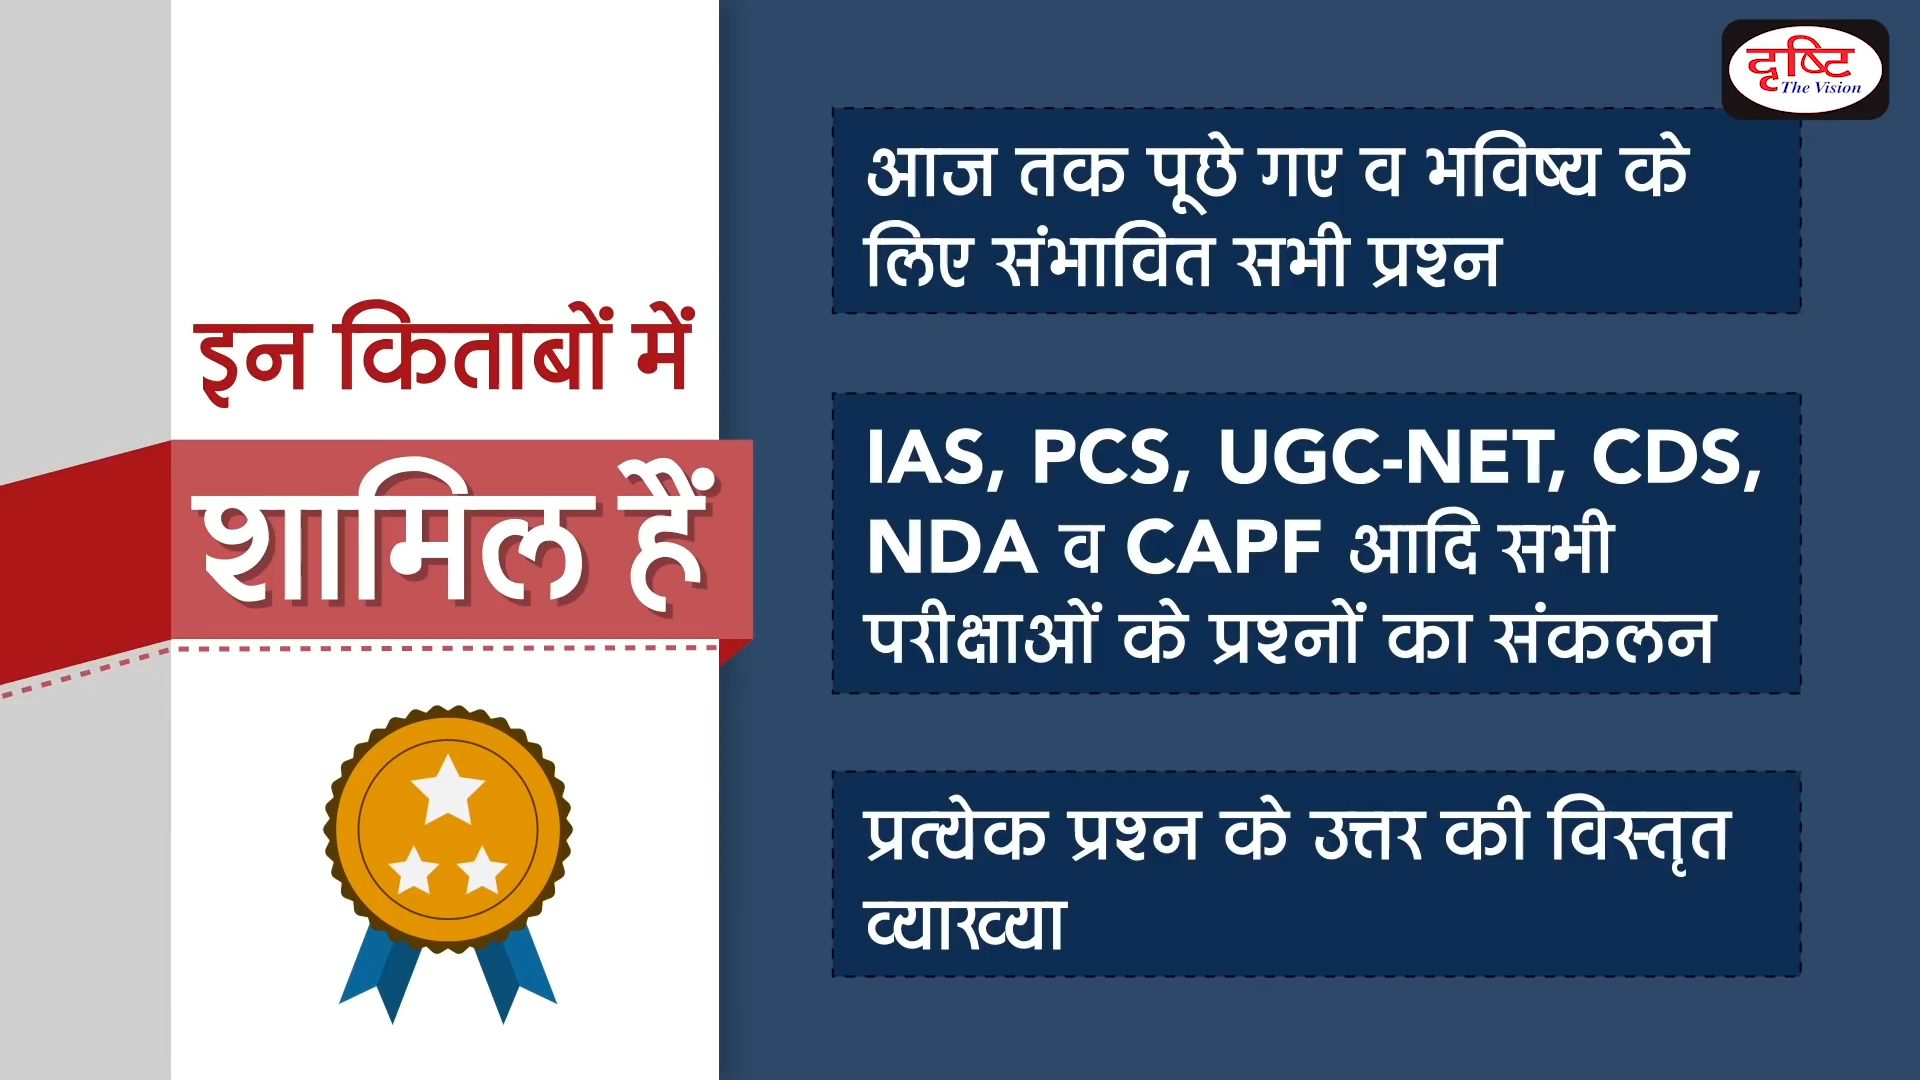 इन किताबों में
शामिल हैं
दृष्टि
The Vision
आज तक पूछे गए व भविष्य के
लिए संभावित सभी प्रश्न
IAS, PCS, UGC-NET, CDS,
NDA व CAPF आदि सभी
परीक्षाओं के प्रश्नों का संकलन
प्रत्येक प्रश्न के उत्तर की विस्तृत
व्याख्या